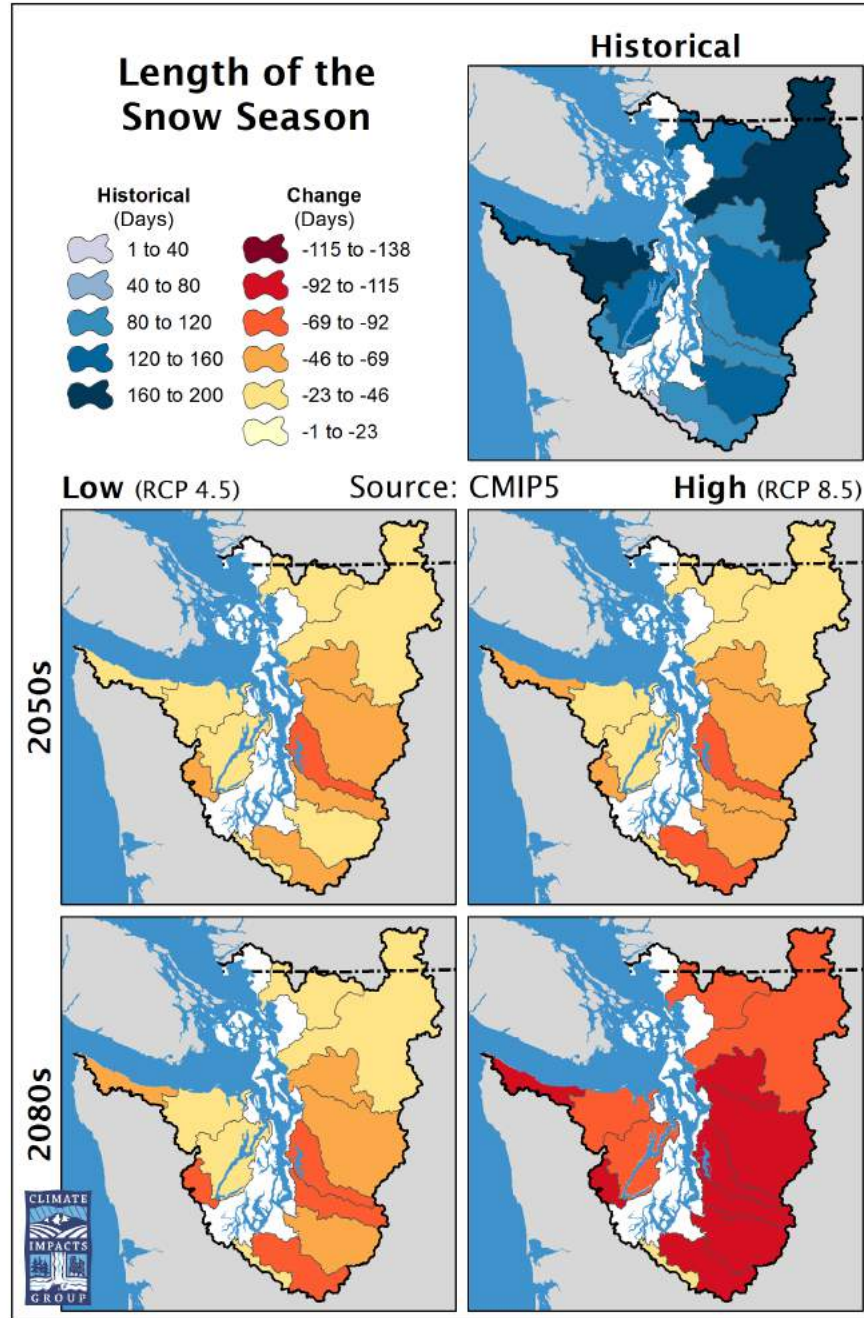 Length of the
Snow Season
Historical
Historical
(Days)
1 to 40
40 to 80
80 to 120
120 to 160
160 to 200
Change
(Days)
-115 to -138
-92 to -115
-69 to -92
-46 to -69
-23 to -46
-1 to -23
Low (RCP 4.5) Source: CMIP5 High (RCP 8.5)
2050s
2080s
CLIMATE
IMPACTS
GROUP